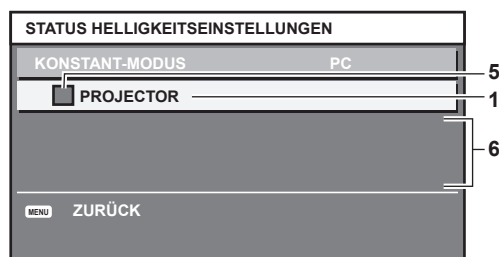 STATUS HELLIGKEITSEINSTELLUNGEN
KONSTANT-MODUS PC
5
PROJECTOR
1
6
MENU ZURÜCK